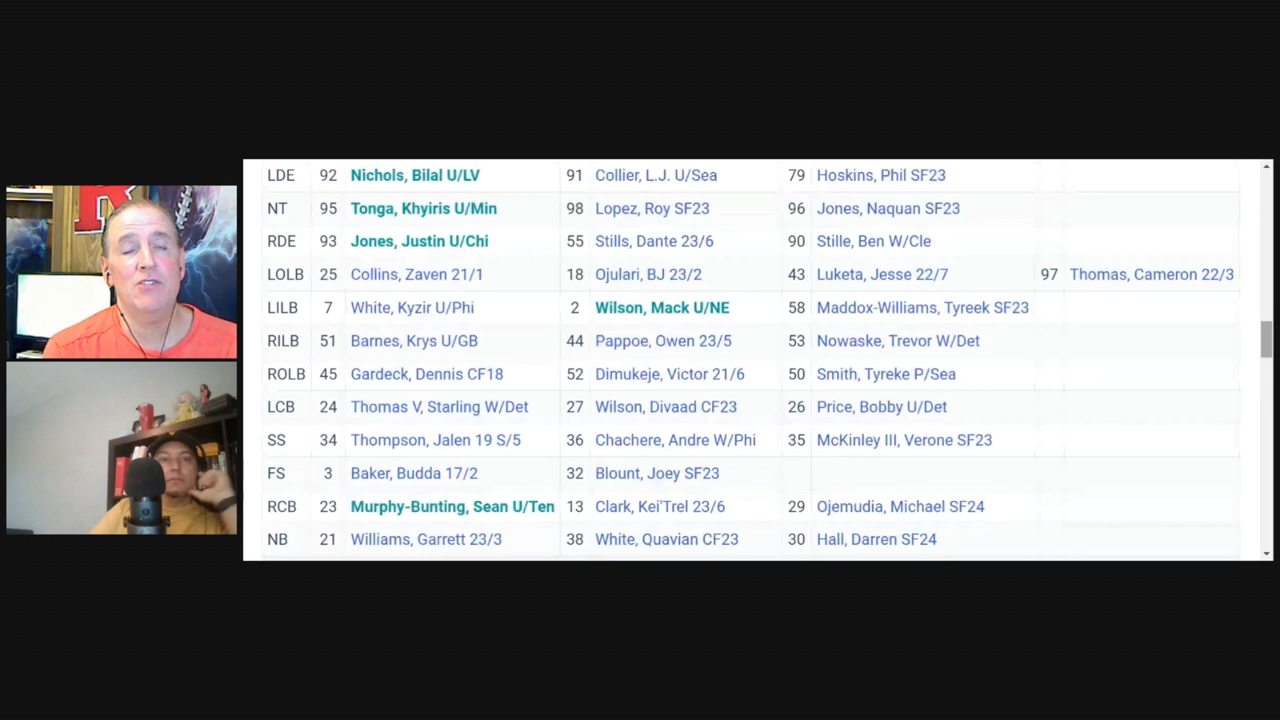 R
LDE 92 Nichols, Bilal U/LV 91 Collier, L.J. U/Sea 79 Hoskins, Phil SF23
NT 95 Tonga, Khyiris U/Min 98 Lopez, Roy SF23 96 Jones, Naquan SF23
RDE 93 Jones, Justin U/Chi 55 Stills, Dante 23/6 90 Stille, Ben W/Cle
LOLB 25 Collins, Zaven 21/1 18 Ojulari, BJ 23/2 43 Luketa, Jesse 22/7 97 Thomas, Cameron 22/3
LILB 7 White, Kyzir U/Phi 2 Wilson, Mack U/NE 58 Maddox-Williams, Tyreek SF23
RILB 51 Barnes, Krys U/GB 44 Pappoe, Owen 23/5 53 Nowaske, Trevor W/Det
ROLB 45 Gardeck, Dennis CF18 52 Dimukeje, Victor 21/6 50 Smith, Tyreke P/Sea
LCB 24 Thomas V, Starling W/Det 27 Wilson, Divaad CF23 26 Price, Bobby U/Det
SS 34 Thompson, Jalen 19 S/5 36 Chachere, Andre W/Phi 35 McKinley III, Verone SF23
FS 3 Baker, Budda 17/2 32 Blount, Joey SF23
RCB 23 Murphy-Bunting, Sean U/Ten 13 Clark, Kei'Trel 23/6 29 Ojemudia, Michael SF24
NB 21 Williams, Garrett 23/3 38 White, Quavian CF23 30 Hall, Darren SF24